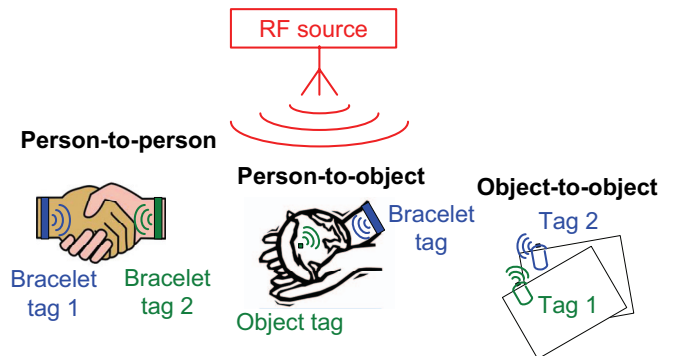 RF source
Person-to-person
Person-to-object
Object-to-object
Bracelet
tag 1
Bracelet
tag 2
Object tag
Bracelet
tag
Tag 2
Tag 1